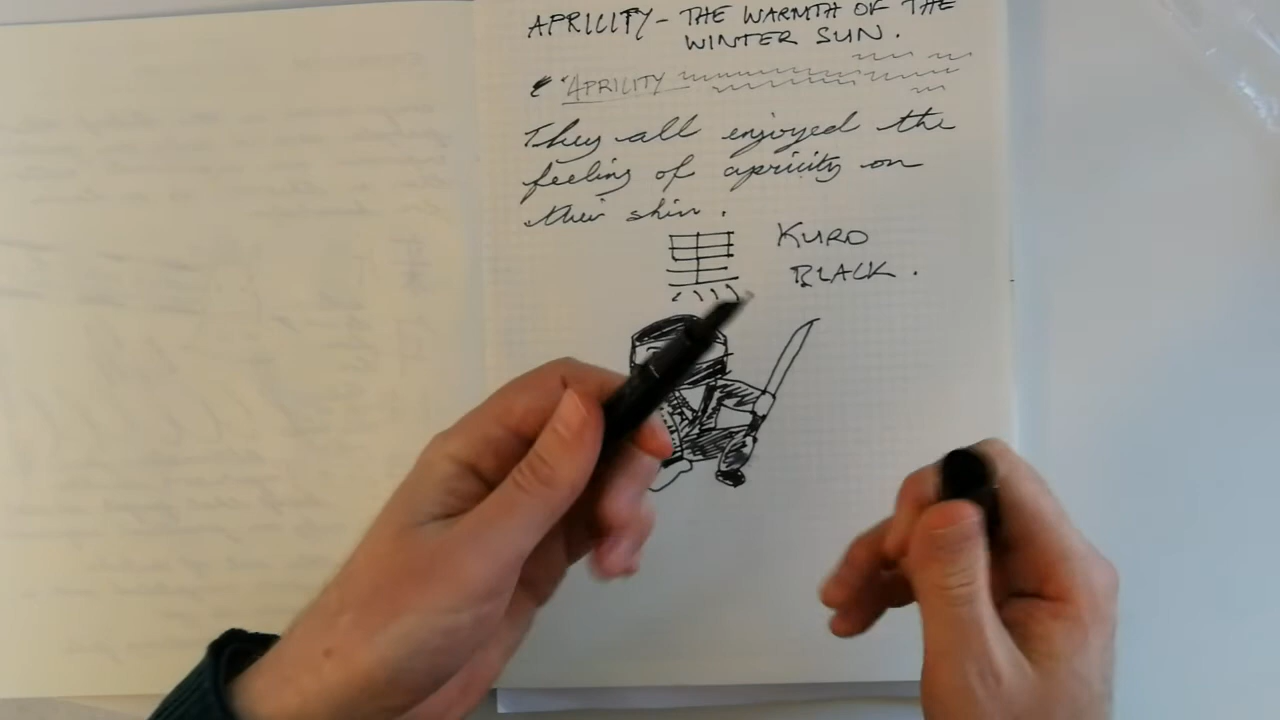 APRICITY - THE WARMTH OF THE
WINTER SUN.
"APRICITY
They all enjoyed the
feeling of apricity on
their skin.
黒 KURO
BLACK.